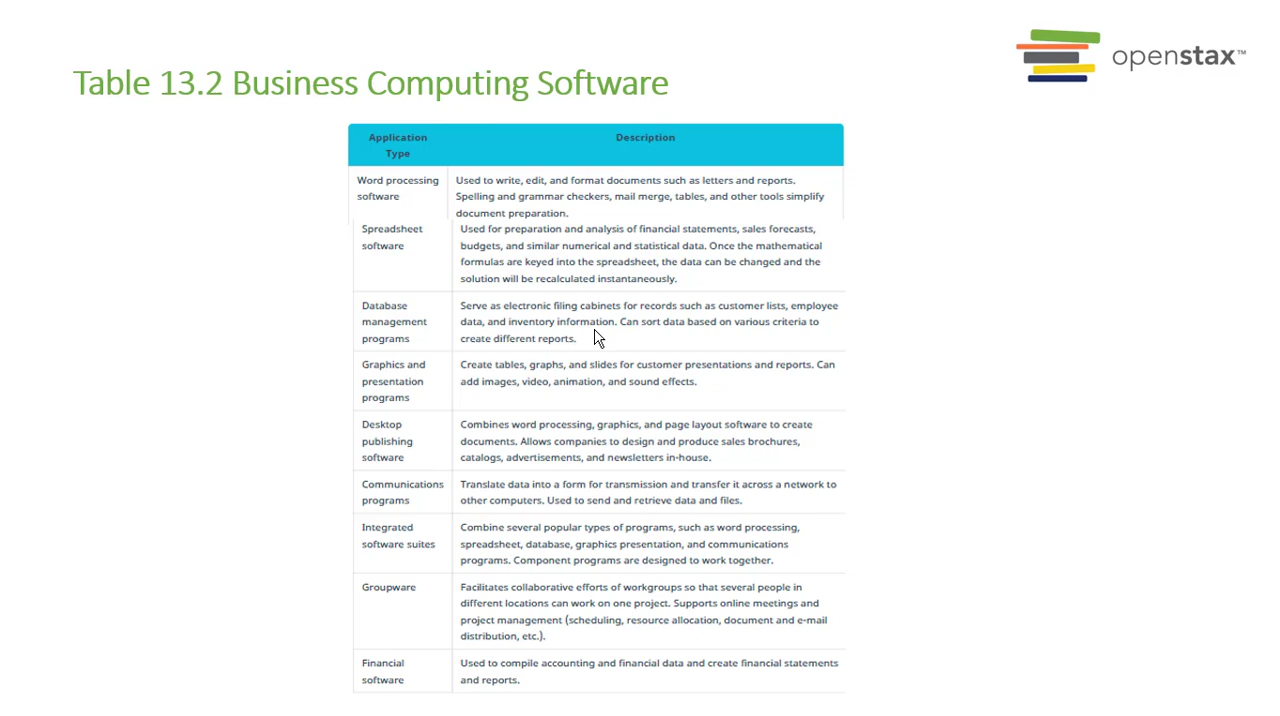 Table 13.2 Business Computing Software
openstax™
Application
Type
Description
Word processing
software
Used to write, edit, and format documents such as letters and reports.
Spelling and grammar checkers, mail merge, tables, and other tools simplify
document preparation.
Spreadsheet
software
Used for preparation and analysis of financial statements, sales forecasts,
budgets, and similar numerical and statistical data. Once the mathematical
formulas are keyed into the spreadsheet, the data can be changed and the
solution will be recalculated instantaneously.
Database
management
programs
Serve as electronic filing cabinets for records such as customer lists, employee
data, and inventory information. Can sort data based on various criteria to
create different reports.
Graphics and
presentation
programs
Create tables, graphs, and slides for customer presentations and reports. Can
add images, video, animation, and sound effects.
Desktop
publishing
software
Combines word processing, graphics, and page layout software to create
documents. Allows companies to design and produce sales brochures,
catalogs, advertisements, and newsletters in-house.
Communications
programs
Translate data into a form for transmission and transfer it across a network to
other computers. Used to send and retrieve data and files.
Integrated
software suites
Combine several popular types of programs, such as word processing,
spreadsheet, database, graphics presentation, and communications
programs. Component programs are designed to work together.
Groupware
Facilitates collaborative efforts of workgroups so that several people in
different locations can work on one project. Supports online meetings and
project management (scheduling, resource allocation, document and e-mail
distribution, etc.).
Financial
software
Used to compile accounting and financial data and create financial statements
and reports.